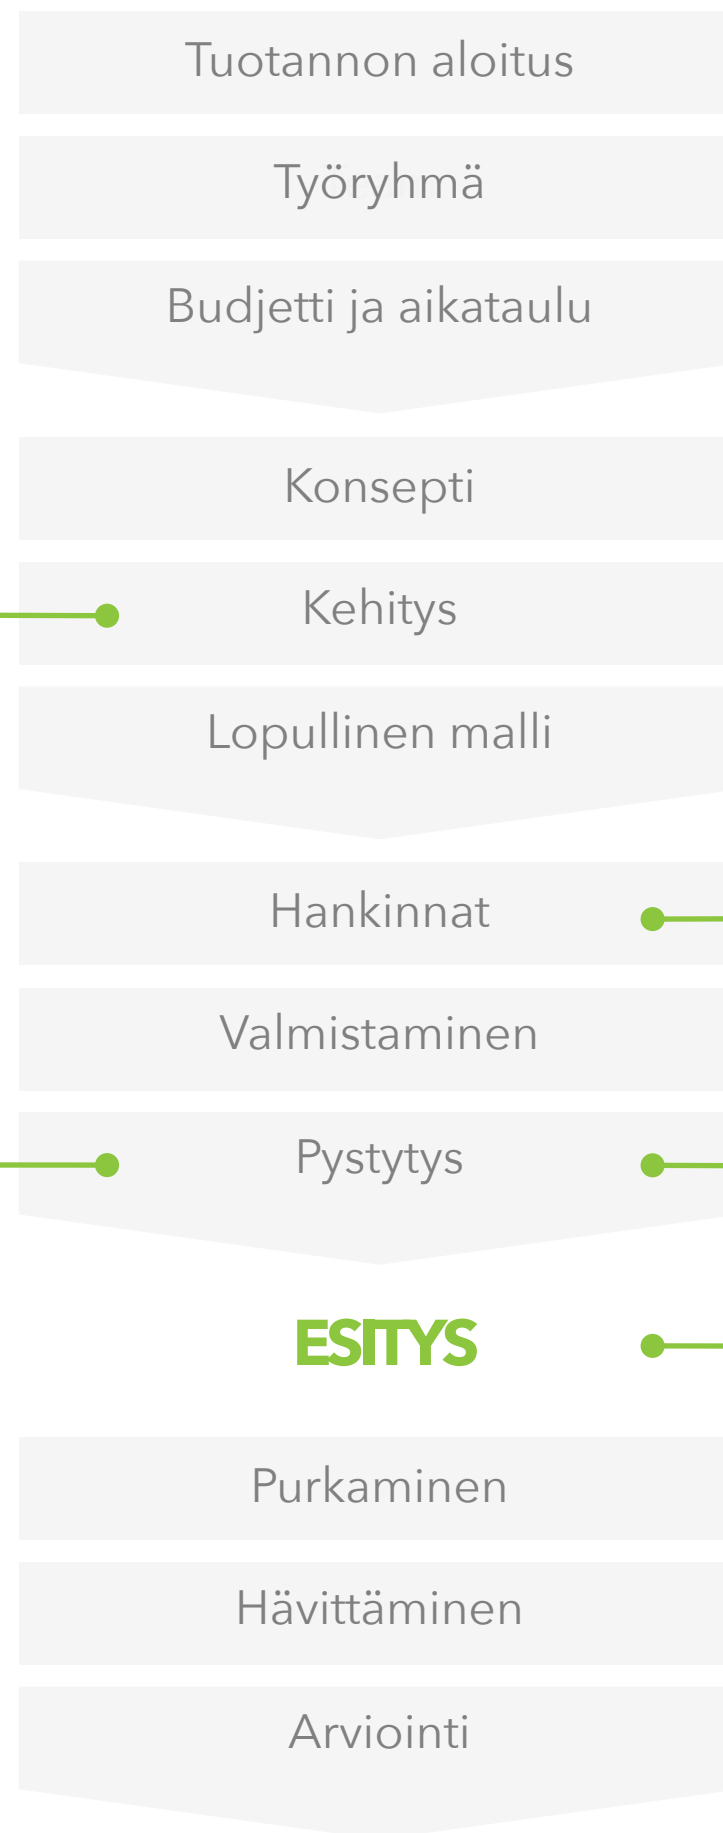 Tuotannon aloitus
Työryhmä
Budjetti ja aikataulu
Konsepti
Kehitys
Lopullinen malli
Hankinnat
Valmistaminen
Pystytys
ESITYS
Purkaminen
Hävittäminen
Arviointi